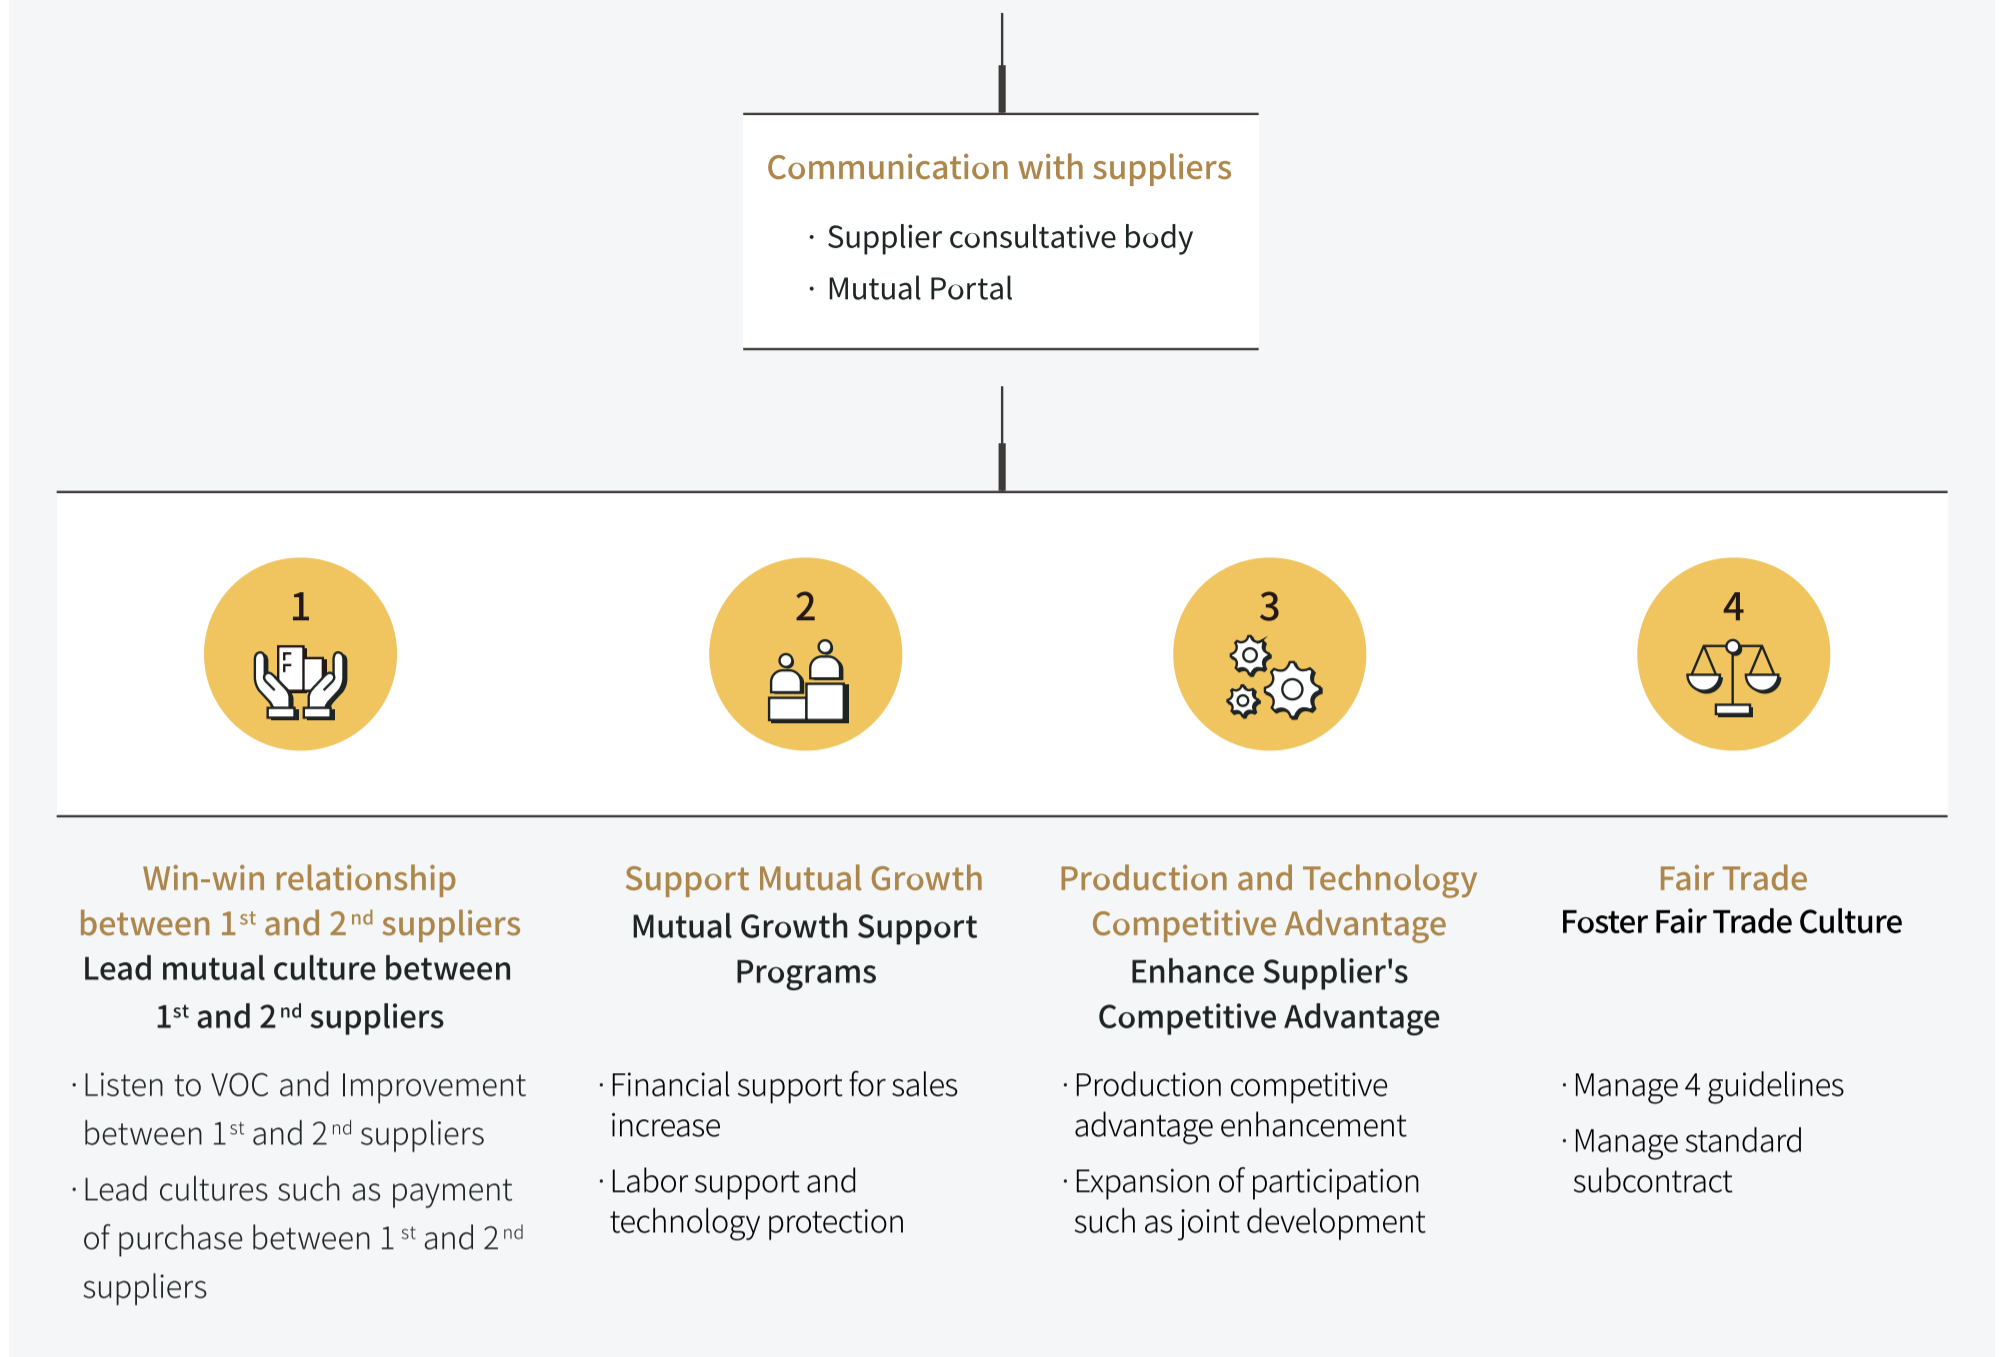 Communication with suppliers
· Supplier consultative body
· Mutual Portal
1
F
F
2
3
4
Win-win relationship
between 1st and 2nd suppliers
Lead mutual culture between
1st and 2nd suppliers
· Listen to VOC and Improvement
between 1st and 2nd suppliers
· Lead cultures such as payment
of purchase between 1st and 2nd
suppliers
Support Mutual Growth
Mutual Growth Support
Programs
· Financial support for sales
increase
· Labor support and
technology protection
Production and Technology
Competitive Advantage
Enhance Supplier's
Competitive Advantage
· Production competitive
advantage enhancement
· Expansion of participation
such as joint development
Fair Trade
Foster Fair Trade Culture
· Manage 4 guidelines
· Manage standard
subcontract